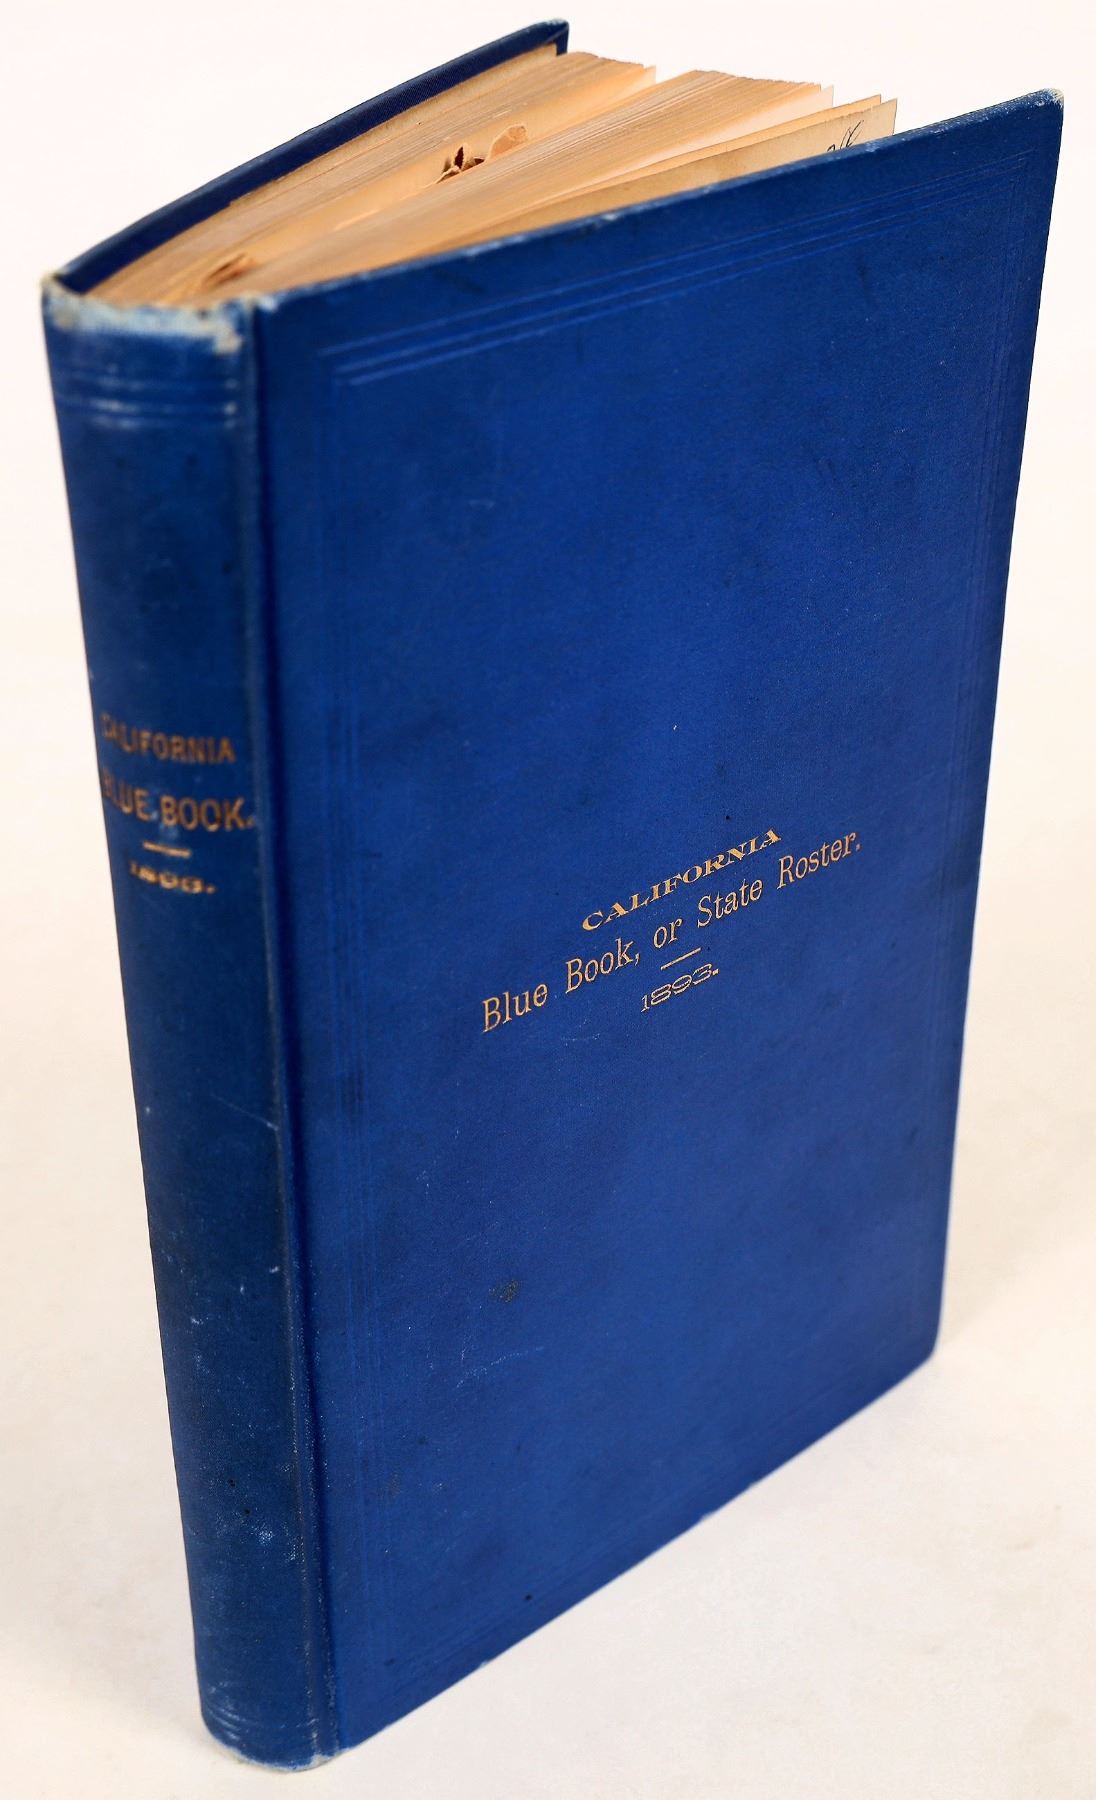 CALIFORNIA
BLUE BOOK.
1893.
CALIFORNIA
Blue Book, or State Roster.
1893.